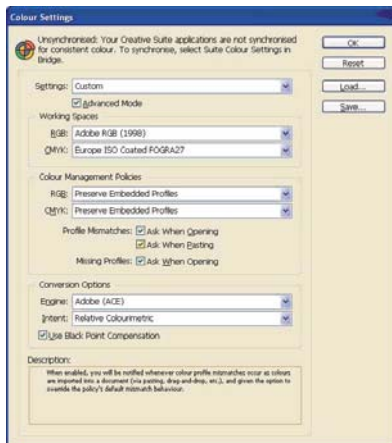 Colour Settings
Unsynchronised: Your Creative Suite applications are not synchronised
for consistent colour. To synchronise, select Suite Colour Settings in
Bridge.
OK
Reset
Load...
Save...
Settings: Custom
Advanced Mode
Working Spaces
RGB: Adobe RGB (1998)
CMYK: Europe ISO Coated FOGRA27
Colour Management Policies
RGB: Preserve Embedded Profiles
CMYK: Preserve Embedded Profiles
Profile Mismatches: Ask When Opening
Ask When Pasting
Missing Profiles: Ask When Opening
Conversion Options
Engine: Adobe (ACE)
Intent: Relative Colourimetric
Use Black Point Compensation
Description:
When enabled, you will be notified whenever colour profile mismatches occur as colours
are imported into a document (via pasting, drag-and-drop, etc.), and given the option to
override the policy's default mismatch behaviour.